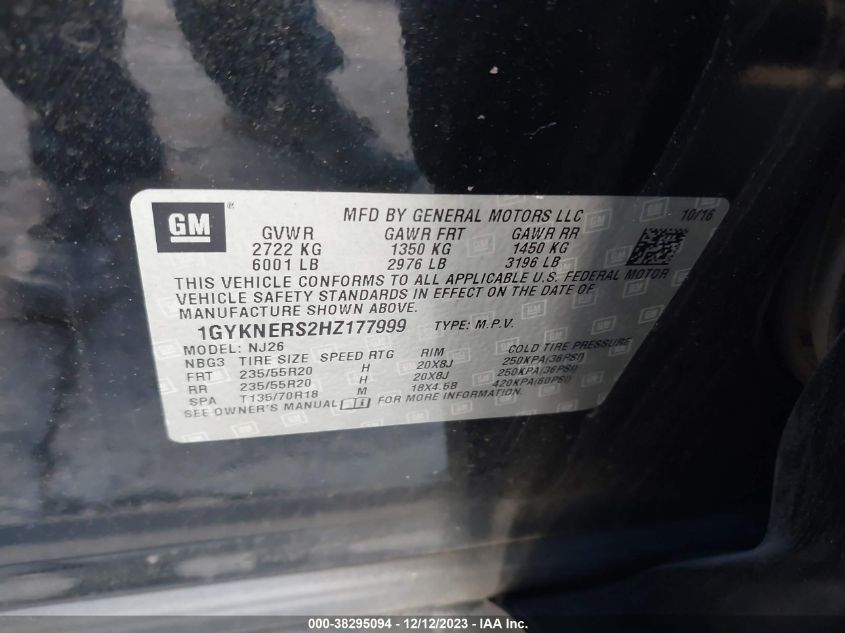 GM ® MFD BY GENERAL MOTORS LLC 10/16
GVWR GAWR FRT GAWR RR
2722 KG 1350 KG 1450 KG
6001 LB 2976 LB 3196 LB
THIS VEHICLE CONFORMS TO ALL APPLICABLE U.S. FEDERAL MOTOR
VEHICLE SAFETY STANDARDS IN EFFECT ON THE DATE OF
MANUFACTURE SHOWN ABOVE.
1GYKNERS2HZ177999 TYPE: M.P.V.
MODEL: NJ26
NBG3 TIRE SIZE SPEED RTG RIM COLD TIRE PRESSURE
FRT 235/55R20 H 20X8J 250KPA(36PSI)
RR 235/55R20 H 20X8J 250KPA(36PSI)
SPA T135/70R18 M 18X4.5B 420KPA(60PSI)
SEE OWNER'S MANUAL i FOR MORE INFORMATION.
000-38295094 - 12/12/2023 - IAA Inc.